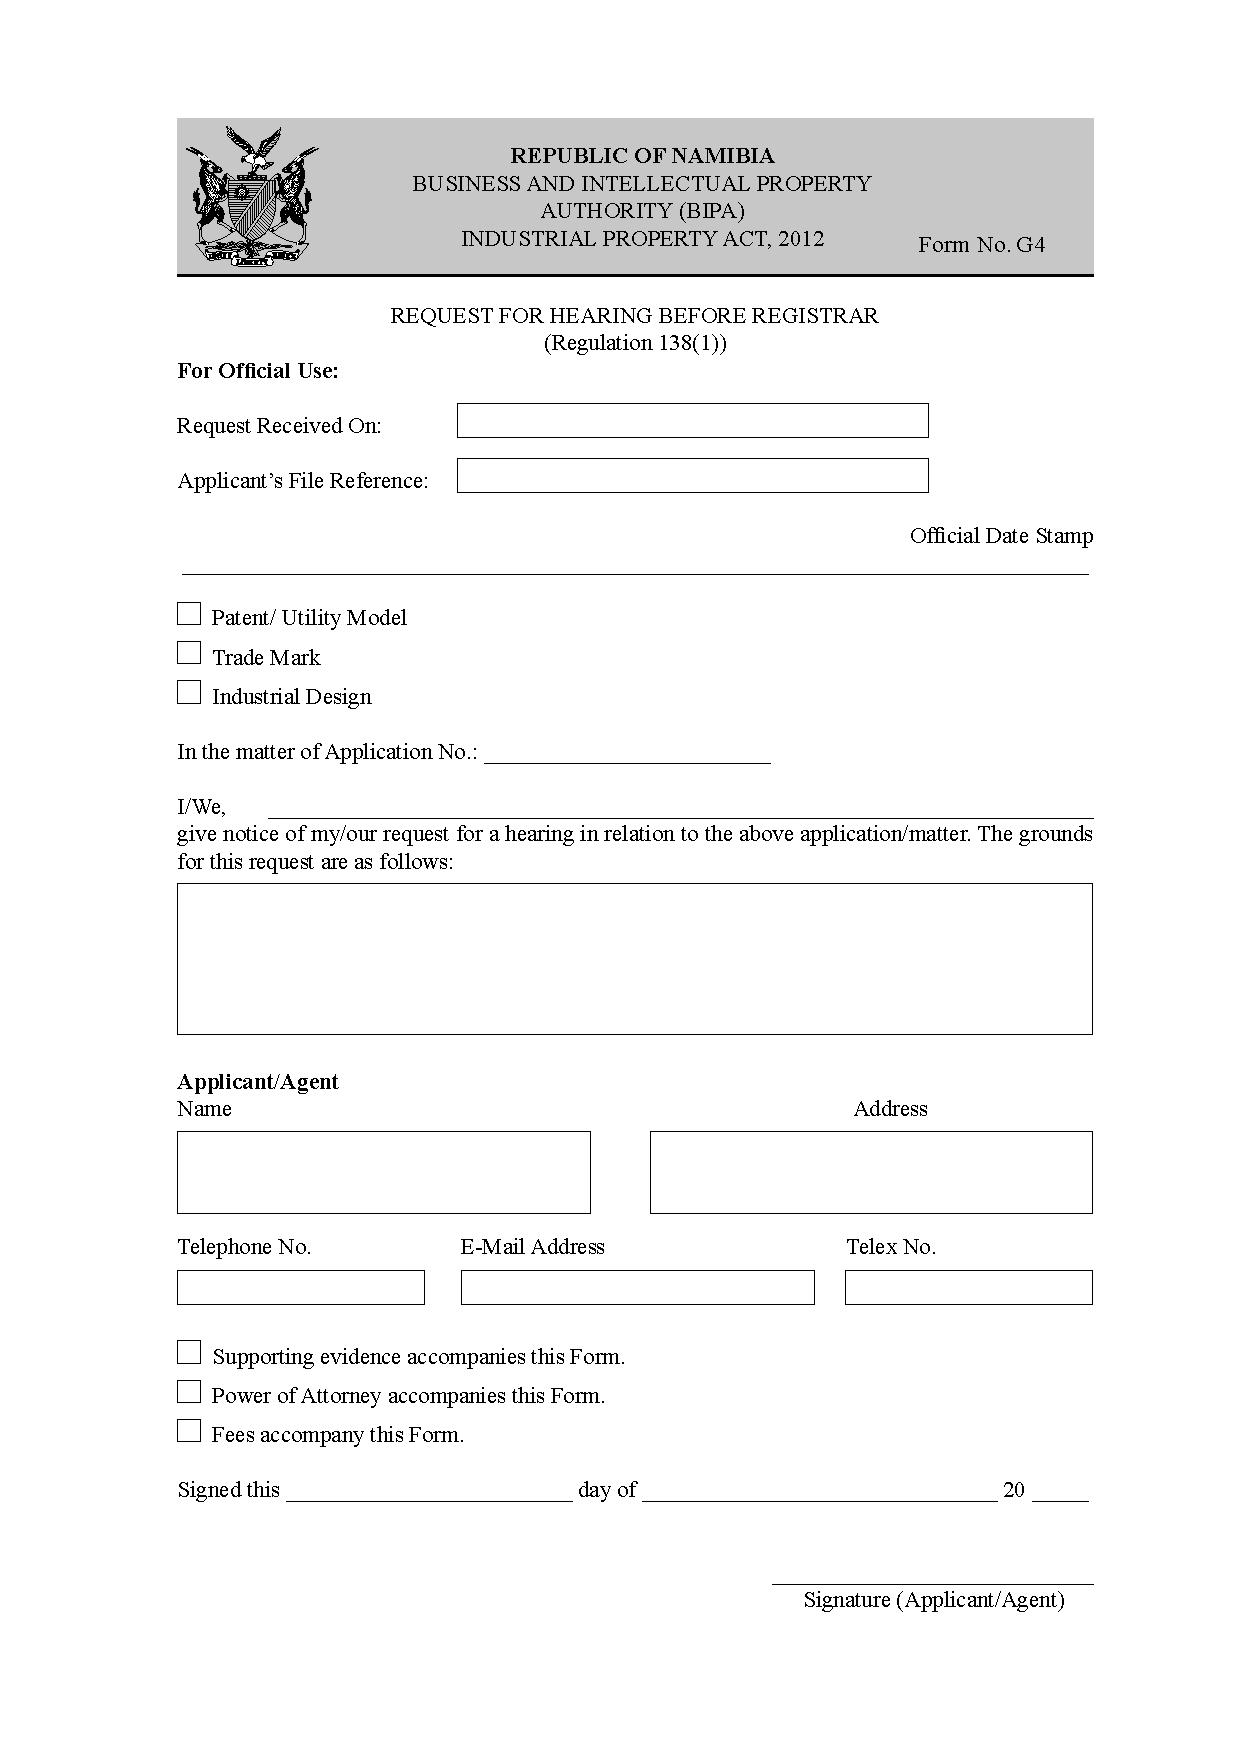 REPUBLIC OF NAMIBIA
BUSINESS AND INTELLECTUAL PROPERTY
AUTHORITY (BIPA)
INDUSTRIAL PROPERTY ACT, 2012
Form No. G4
REQUEST FOR HEARING BEFORE REGISTRAR
(Regulation 138(1))
For Official Use:
Request Received On:
Applicant’s File Reference:
Official Date Stamp
Patent/ Utility Model
Trade Mark
Industrial Design
In the matter of Application No.: _________________________
I/We, ________________________________________
give notice of my/our request for a hearing in relation to the above application/matter. The grounds
for this request are as follows:
Applicant/Agent
Name Address
Telephone No. E-Mail Address Telex No.
Supporting evidence accompanies this Form.
Power of Attorney accompanies this Form.
Fees accompany this Form.
Signed this _________________________ day of _______________________________ 20 _____
Signature (Applicant/Agent)